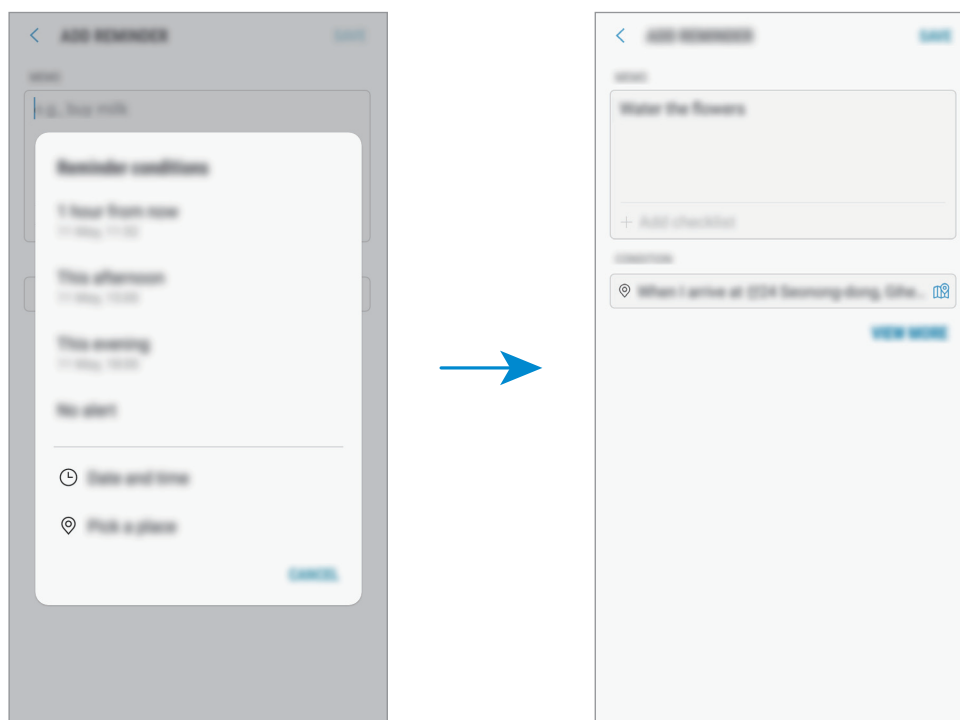 ADD REMINDER
SAVE
MEMO
e.g., buy milk
Reminder conditions
1 hour from now
This afternoon
This evening
No alert
Date and time
Pick a place
CANCEL
ADD REMINDER
SAVE
MEMO
Water the flowers
+ Add checklist
CONDITION
When I arrive at
VIEW MORE